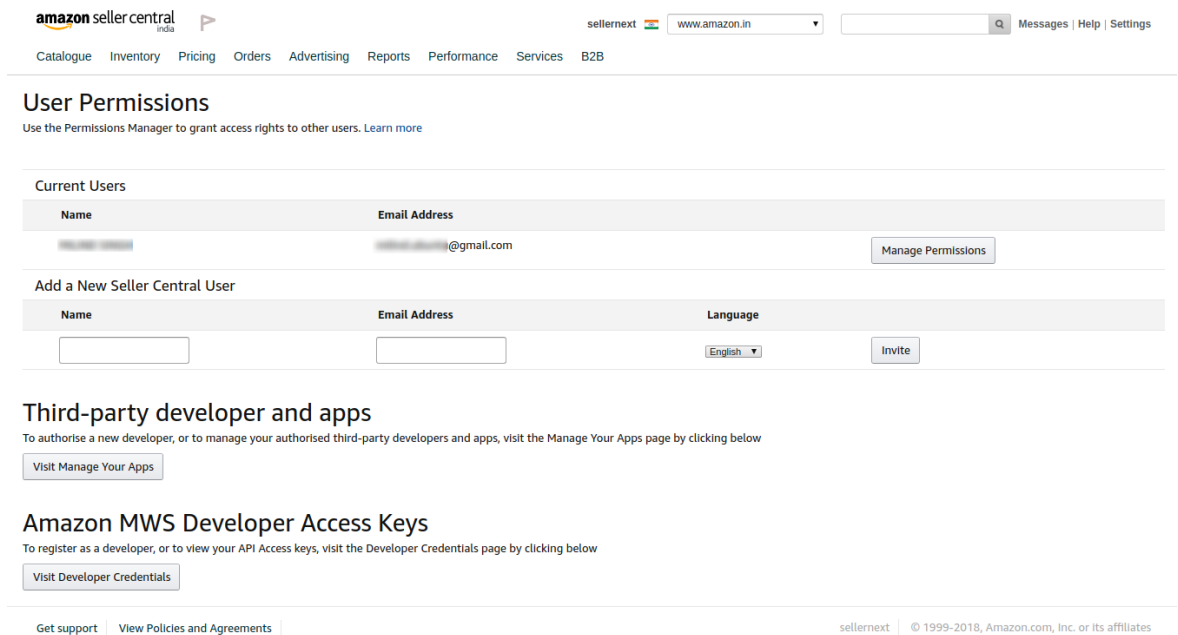 amazon seller central
india
sellernext www.amazon.in Messages | Help | Settings
Catalogue Inventory Pricing Orders Advertising Reports Performance Services B2B
User Permissions
Use the Permissions Manager to grant access rights to other users. Learn more
Current Users
Name Email Address
@gmail.com Manage Permissions
Add a New Seller Central User
Name Email Address Language
English Invite
Third-party developer and apps
To authorise a new developer, or to manage your authorised third-party developers and apps, visit the Manage Your Apps page by clicking below
Visit Manage Your Apps
Amazon MWS Developer Access Keys
To register as a developer, or to view your API Access keys, visit the Developer Credentials page by clicking below
Visit Developer Credentials
Get support View Policies and Agreements sellernext © 1999-2018, Amazon.com, Inc. or its affiliates